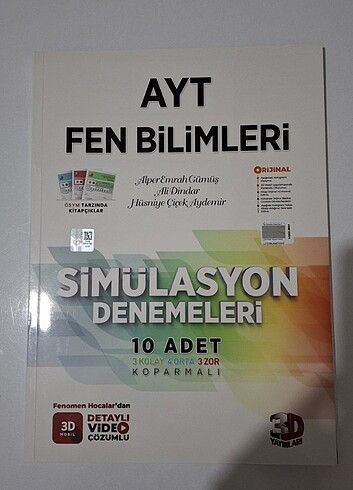 AYT
FEN BİLİMLERİ
Alper Emrah Gümüş
Ali Dindar
Hüsniye Çiçek Aydemir
ORİJİNAL
ÖSYM TARZINDA
KİTAPÇIKLAR
SİMÜLASYON
DENEMELERİ
10 ADET
3 KOLAY 4 ORTA 3 ZOR
KOPARMALI
Fenomen Hocalar'dan
3D
MOBİL
DETAYLI
VİDEO
ÇÖZÜMLÜ
3D
YAYINLARI